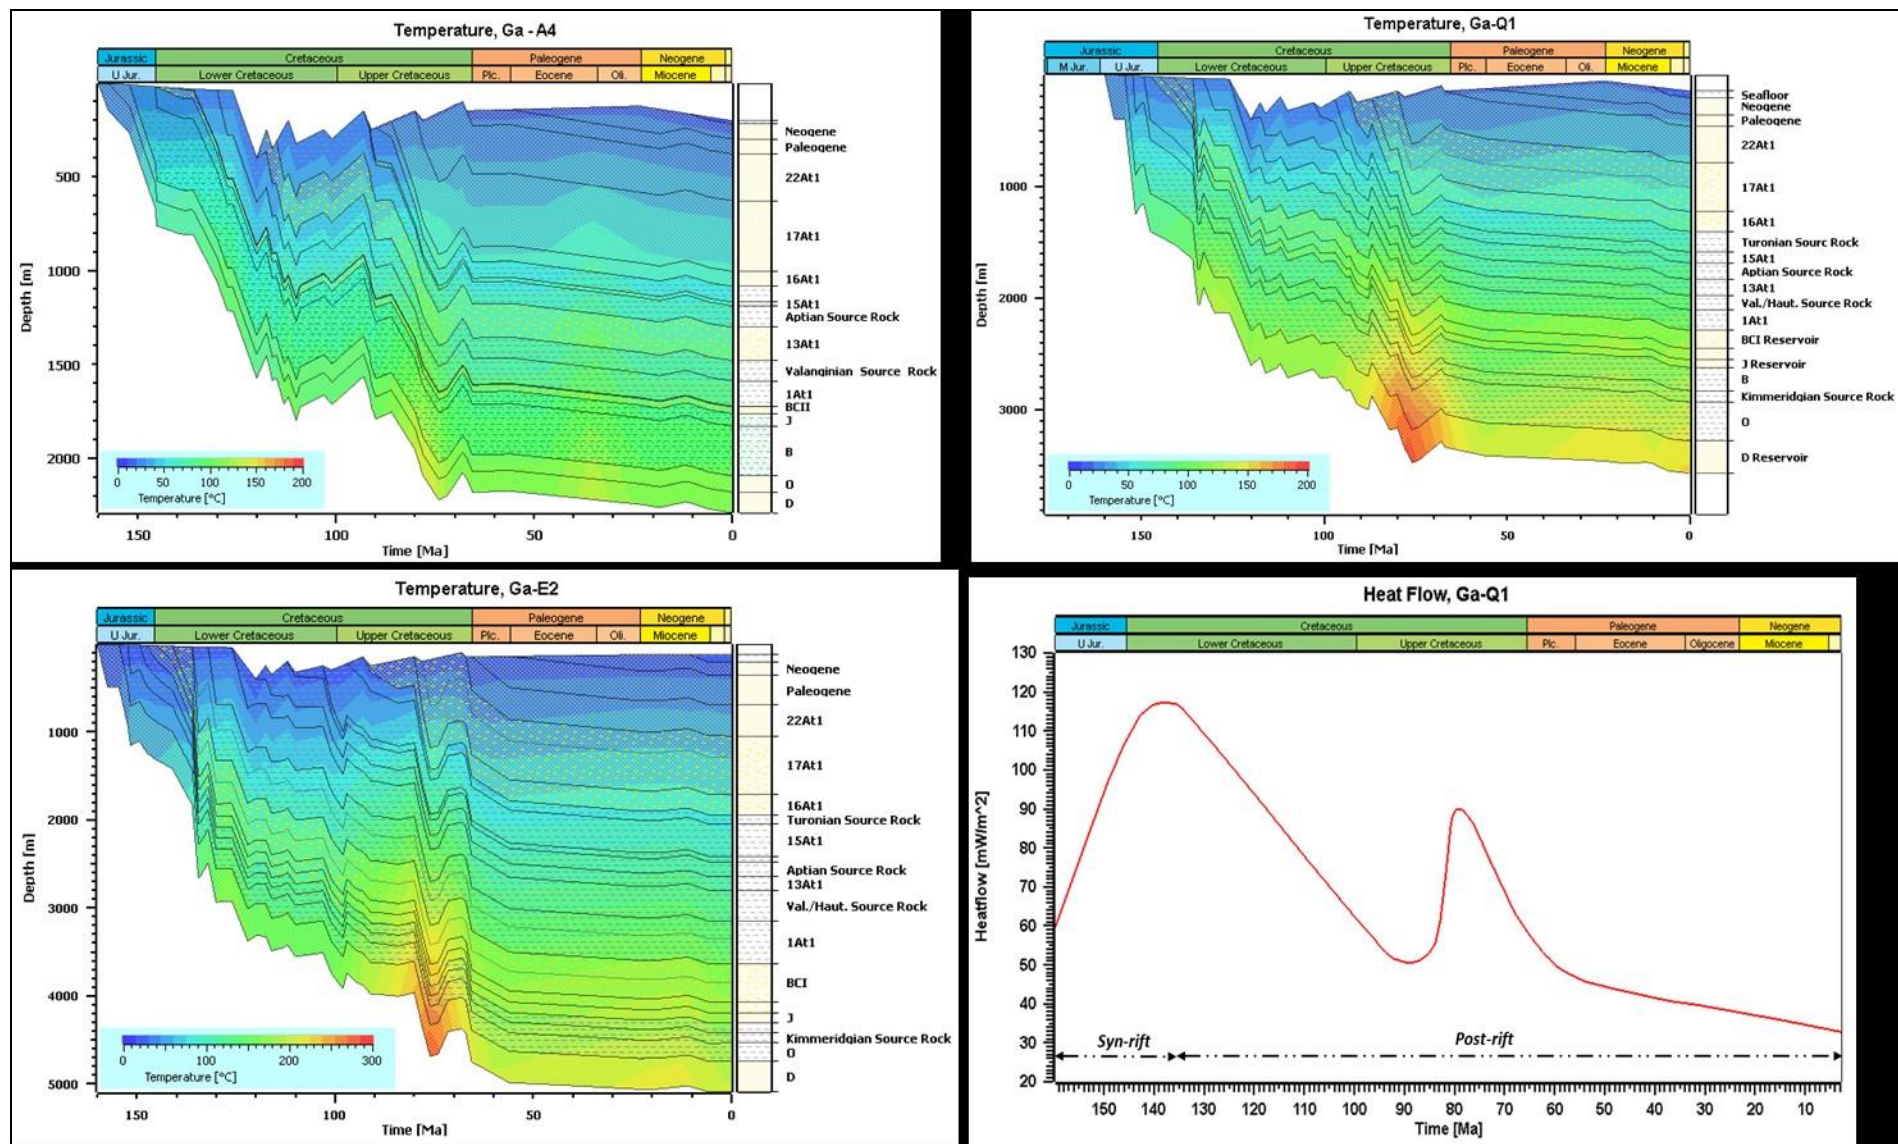 Temperature, Ga - A4
Jurassic Cretaceous Paleogene Neogene
U Jur. Lower Cretaceous Upper Cretaceous Plc. Eocene Oli. Miocene
Depth [m]
500
1000
1500
2000
Neogene
Paleogene
22At1
17At1
16At1
15At1
Aptian Source Rock
13At1
Valanginian Source Rock
1At1
BCII
J
B
O
D
0 50 100 150 200
Temperature [°C]
150 100 50 0
Time [Ma]
Temperature, Ga-Q1
Jurassic Cretaceous Paleogene Neogene
M Jur. U Jur. Lower Cretaceous Upper Cretaceous Plc. Eocene Oli. Miocene
Depth [m]
1000
2000
3000
Seafloor
Neogene
Paleogene
22At1
17At1
16At1
Turonian Sourc Rock
15At1
Aptian Source Rock
13At1
Val./Haut. Source Rock
1At1
BCI Reservoir
J Reservoir
B
Kimmeridgian Source Rock
O
D Reservoir
0 50 100 150 200
Temperature [°C]
100 50 0
Time [Ma]
Temperature, Ga-E2
Jurassic Cretaceous Paleogene Neogene
U Jur. Lower Cretaceous Upper Cretaceous Plc. Eocene Oli. Miocene
Depth [m]
1000
2000
3000
4000
5000
Neogene
Paleogene
22At1
17At1
16At1
Turonian Source Rock
15At1
Aptian Source Rock
13At1
Val./Haut. Source Rock
1At1
BCI
J
Kimmeridgian Source Rock
O
D
0 100 200 300
Temperature [°C]
150 100 50 0
Time [Ma]
Heat Flow, Ga-Q1
Jurassic Cretaceous Paleogene Neogene
U Jur. Lower Cretaceous Upper Cretaceous Plc. Eocene Oligocene Miocene
Heatflow [mW/m^2]
130
120
110
100
90
80
70
60
50
40
30
20
Syn-rift Post-rift
150 140 130 120 110 100 90 80 70 60 50 40 30 20 10
Time [Ma]